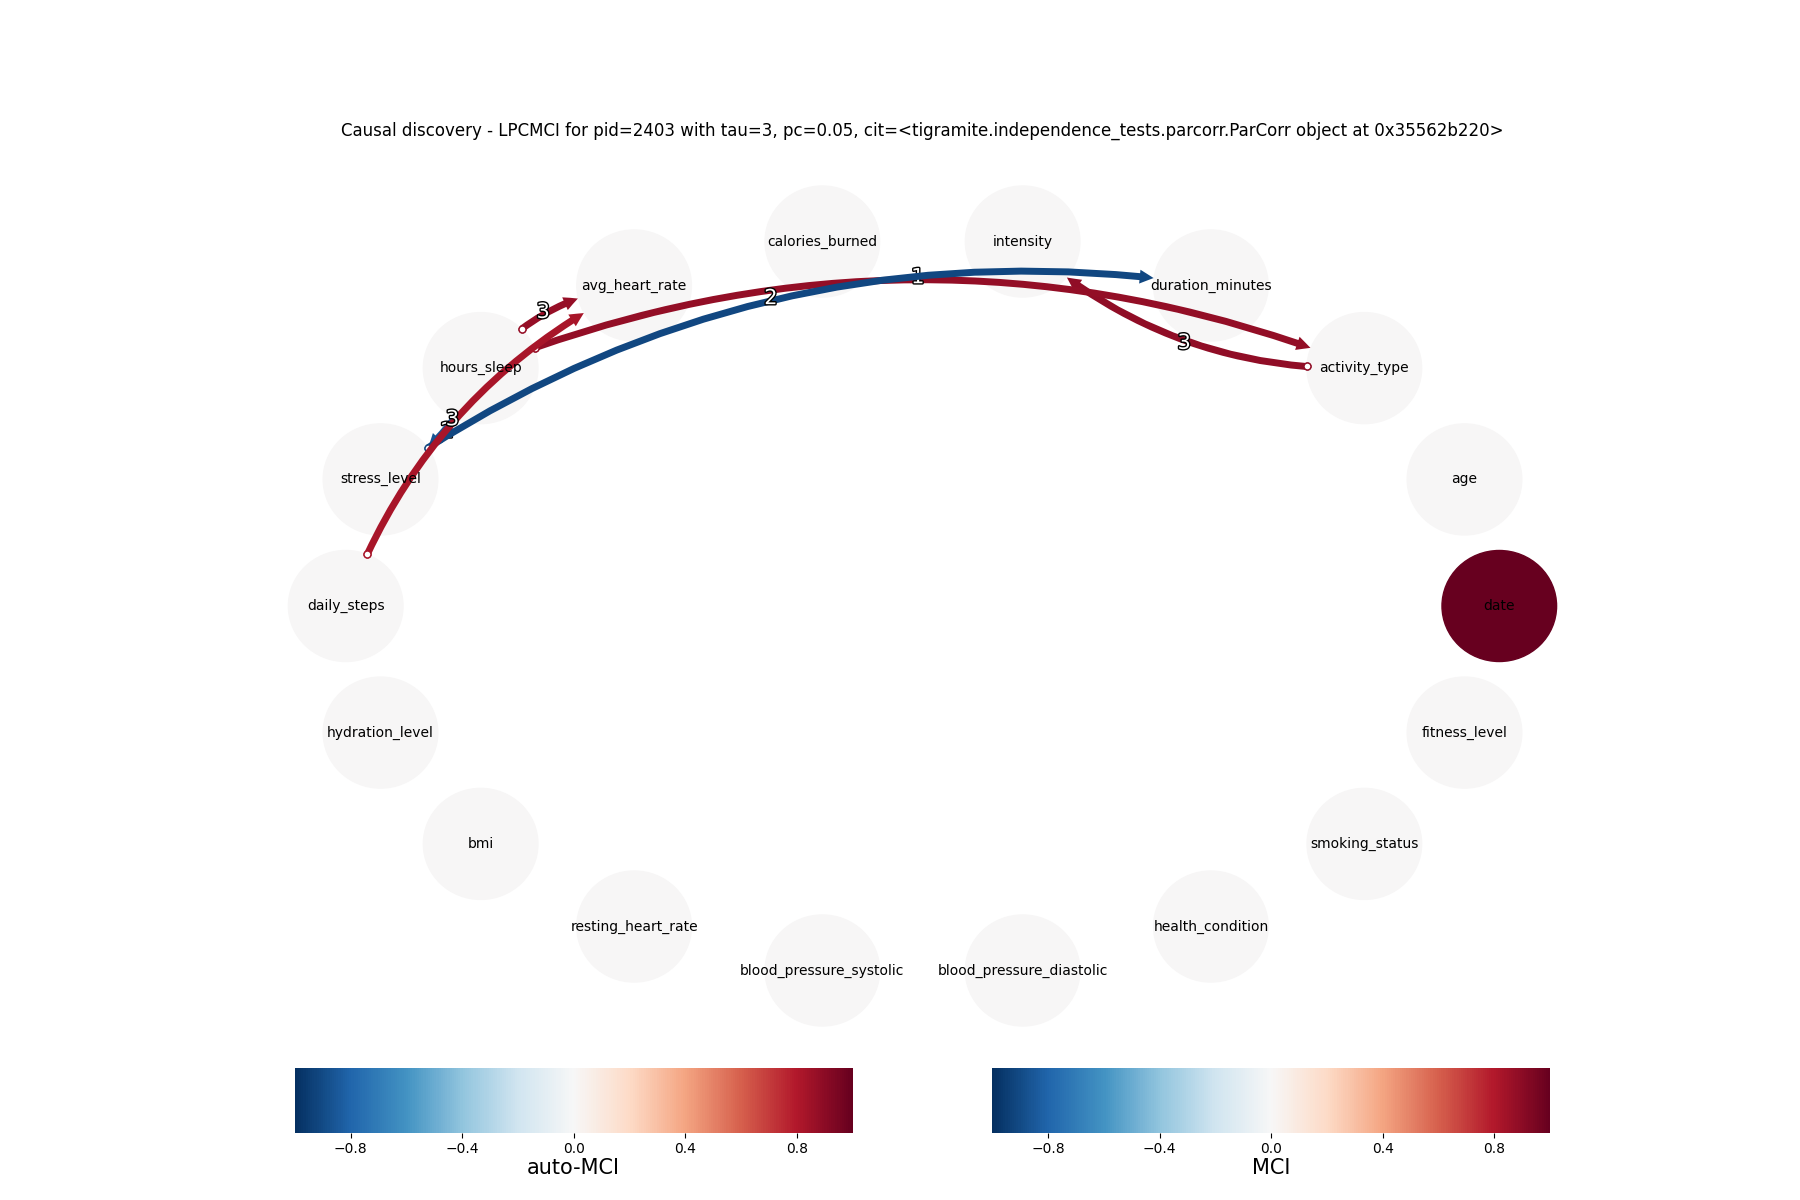 Causal discovery - LPCMCI for pid=2403 with tau=3, pc=0.05, cit=<tigramite.independence_tests.parcorr.ParCorr object at 0x35562b220>
calories_burned
intensity
avg_heart_rate
duration_minutes
1
2
3
3
hours_sleep
activity_type
3
stress_level
age
daily_steps
date
hydration_level
fitness_level
bmi
smoking_status
resting_heart_rate
health_condition
blood_pressure_systolic
blood_pressure_diastolic
−0.8 −0.4 0.0 0.4 0.8
auto-MCI
−0.8 −0.4 0.0 0.4 0.8
MCI